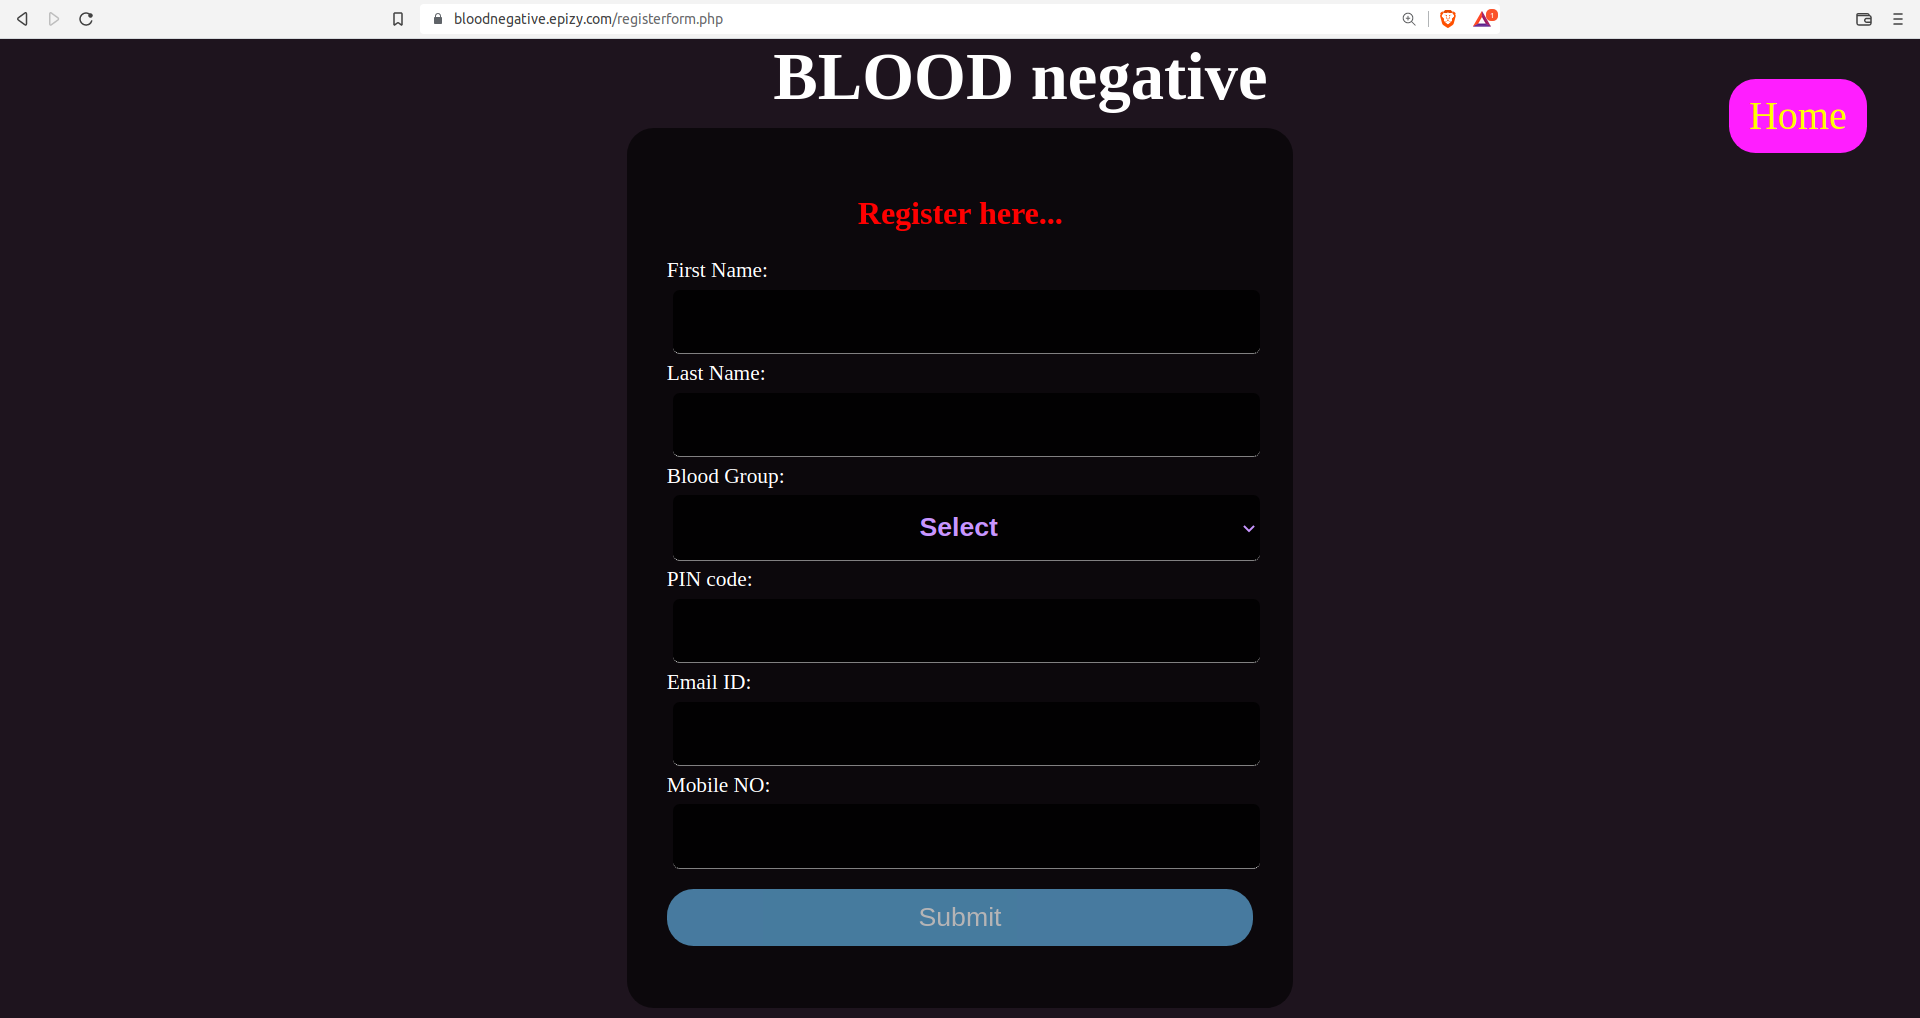 bloodnegative.epizy.com/registerform.php
1
BLOOD negative
Home
Register here...
First Name:
Last Name:
Blood Group:
Select
PIN code:
Email ID:
Mobile NO:
Submit